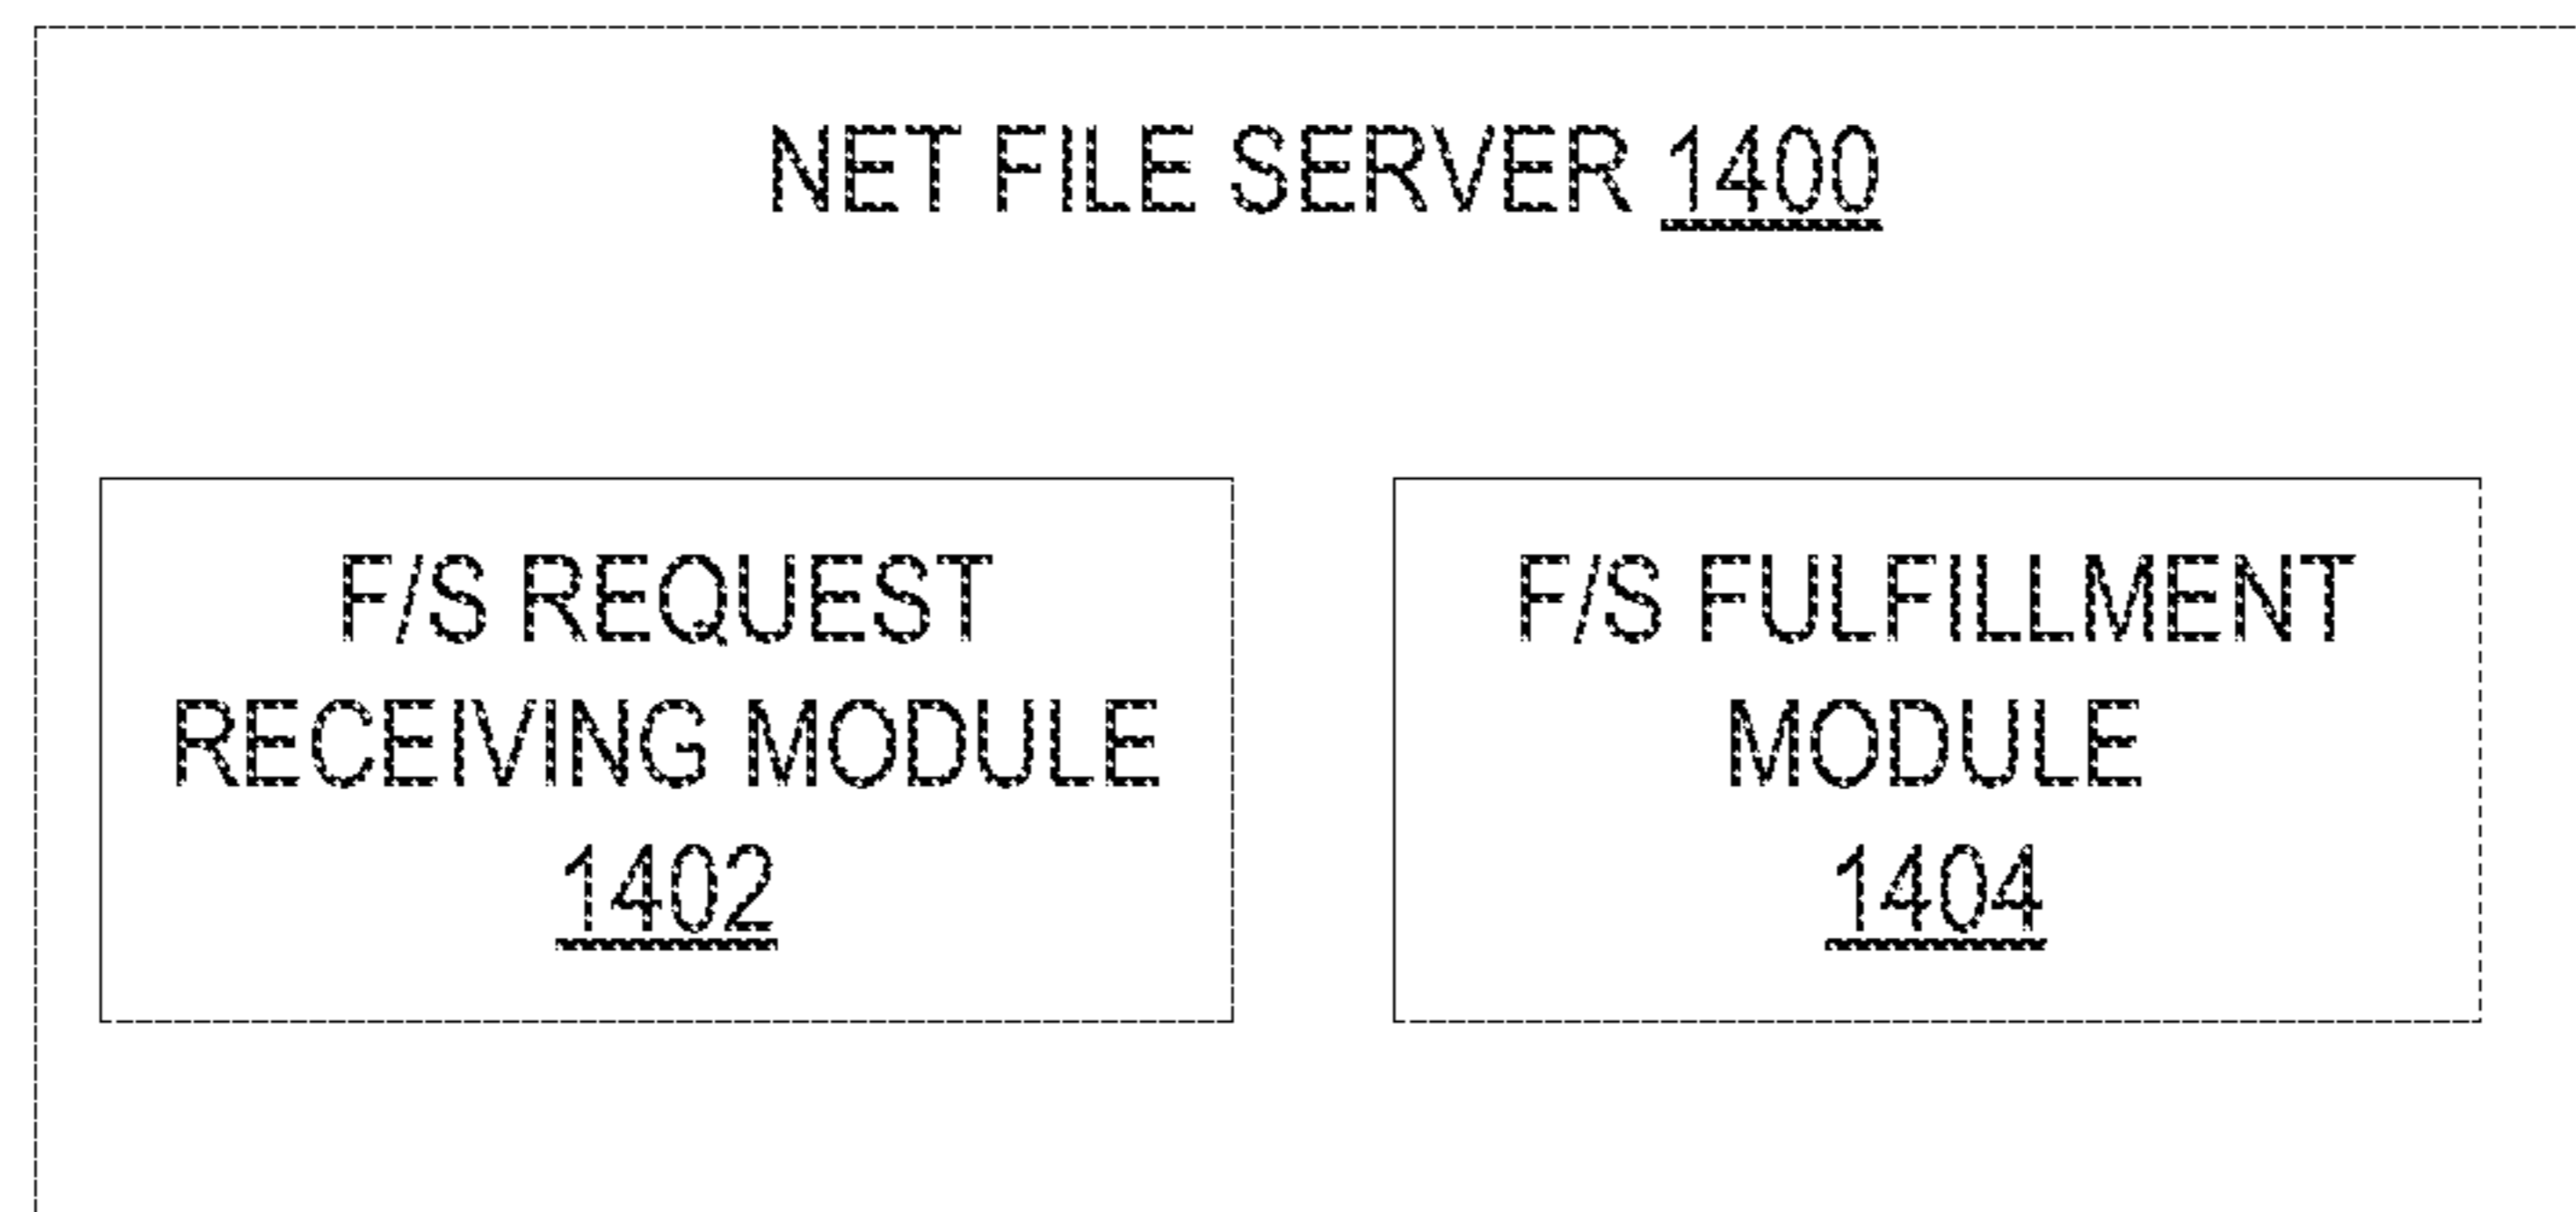 NET FILE SERVER 1400
F/S REQUEST
RECEIVING MODULE
1402
F/S FULFILLMENT
MODULE
1404